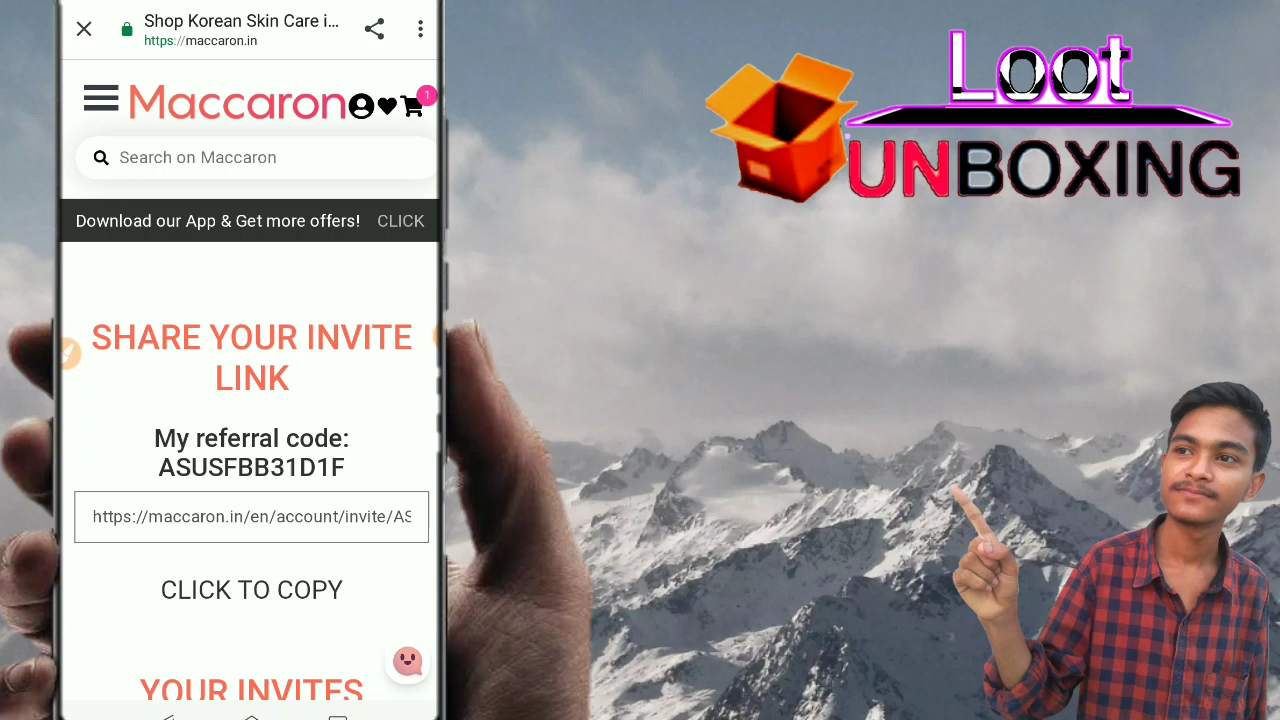 Shop Korean Skin Care i...
https://maccaron.in
Maccaron
1
Search on Maccaron
Download our App & Get more offers! CLICK
SHARE YOUR INVITE
LINK
My referral code:
ASUSFBB31D1F
https://maccaron.in/en/account/invite/AS
CLICK TO COPY
YOUR INVITES
Loot
UNBOXING